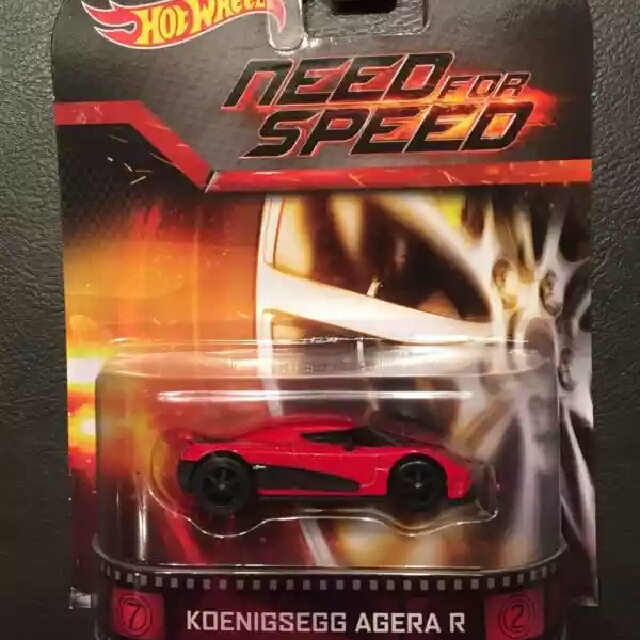 HOT WHEELS
NEED FOR
SPEED
7 KOENIGSEGG AGERA R 2